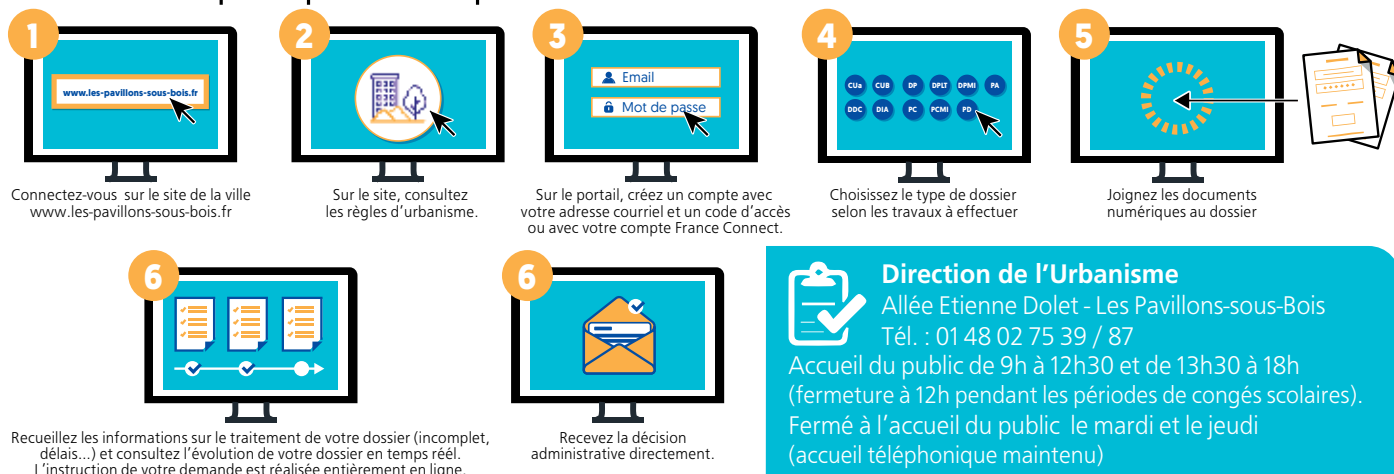 1
www.les-pavillons-sous-bois.fr
Connectez-vous sur le site de la ville
www.les-pavillons-sous-bois.fr
2
Sur le site, consultez
les règles d’urbanisme.
3
Email
Mot de passe
Sur le portail, créez un compte avec
votre adresse courriel et un code d’accès
ou avec votre compte France Connect.
4
CUa CUB DP DPLT DPMI PA
DDC DIA PC PCMI PD
Choisissez le type de dossier
selon les travaux à effectuer
5
Joignez les documents
numériques au dossier
6
Recueillez les informations sur le traitement de votre dossier (incomplet,
délais...) et consultez l’évolution de votre dossier en temps réél.
L’instruction de votre demande est réalisée entièrement en ligne.
6
Recevez la décision
administrative directement.
Direction de l’Urbanisme
Allée Etienne Dolet - Les Pavillons-sous-Bois
Tél. : 01 48 02 75 39 / 87
Accueil du public de 9h à 12h30 et de 13h30 à 18h
(fermeture à 12h pendant les périodes de congés scolaires).
Fermé à l’accueil du public le mardi et le jeudi
(accueil téléphonique maintenu)